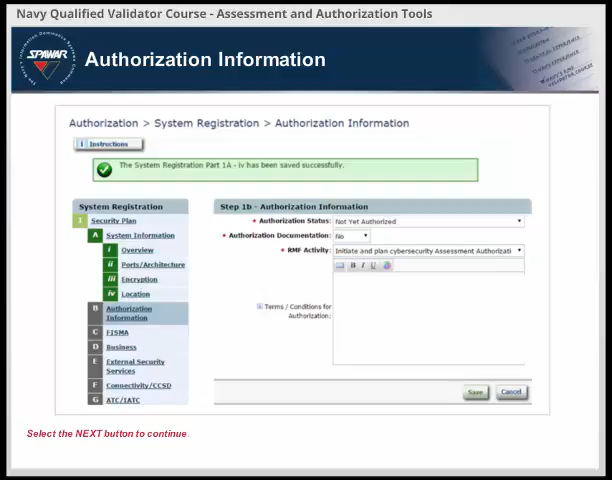 Navy Qualified Validator Course - Assessment and Authorization Tools
SPAWAR
Authorization Information
Authorization > System Registration > Authorization Information
i Instructions
The System Registration Part 1A - iv has been saved successfully.
System Registration
1 Security Plan
A System Information
i Overview
ii Ports/Architecture
iii Encryption
iv Location
B Authorization
Information
C FISMA
D Business
E External Security
Services
F Connectivity/CCSD
G ATC/IATC
Step 1b - Authorization Information
Authorization Status: Not Yet Authorized
Authorization Documentation: No
RMF Activity: Initiate and plan cybersecurity Assessment Authorizati
B I U
Terms / Conditions for
Authorization:
Save Cancel
Select the NEXT button to continue.